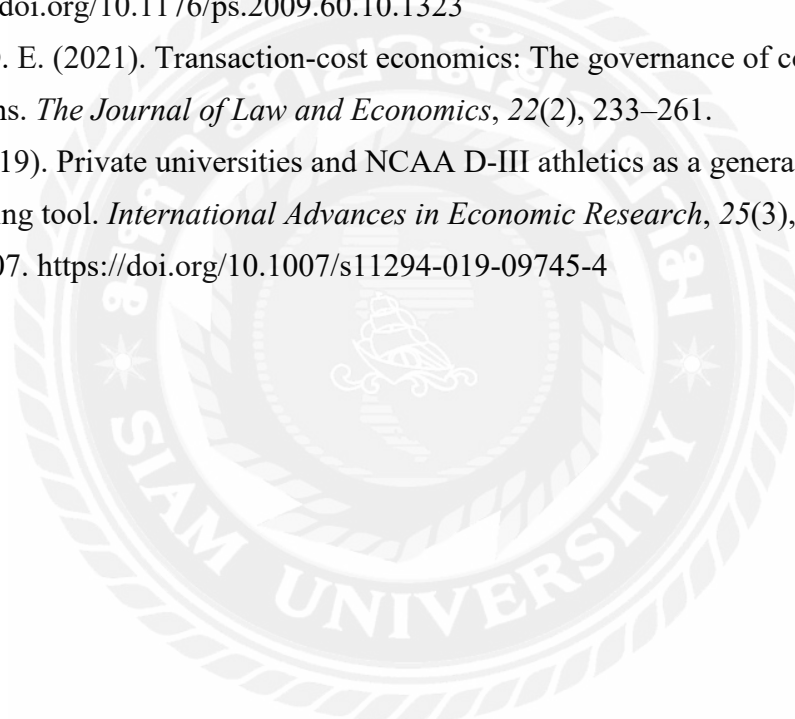 doi.org/10.1176/ps.2009.60.10.1323
. E. (2021). Transaction-cost economics: The governance of
ns. The Journal of Law and Economics, 22(2), 233–261.
19). Private universities and NCAA D-III athletics as a genera
ing tool. International Advances in Economic Research, 25(3),
07. https://doi.org/10.1007/s11294-019-09745-4
SIAM UNIVERSITY